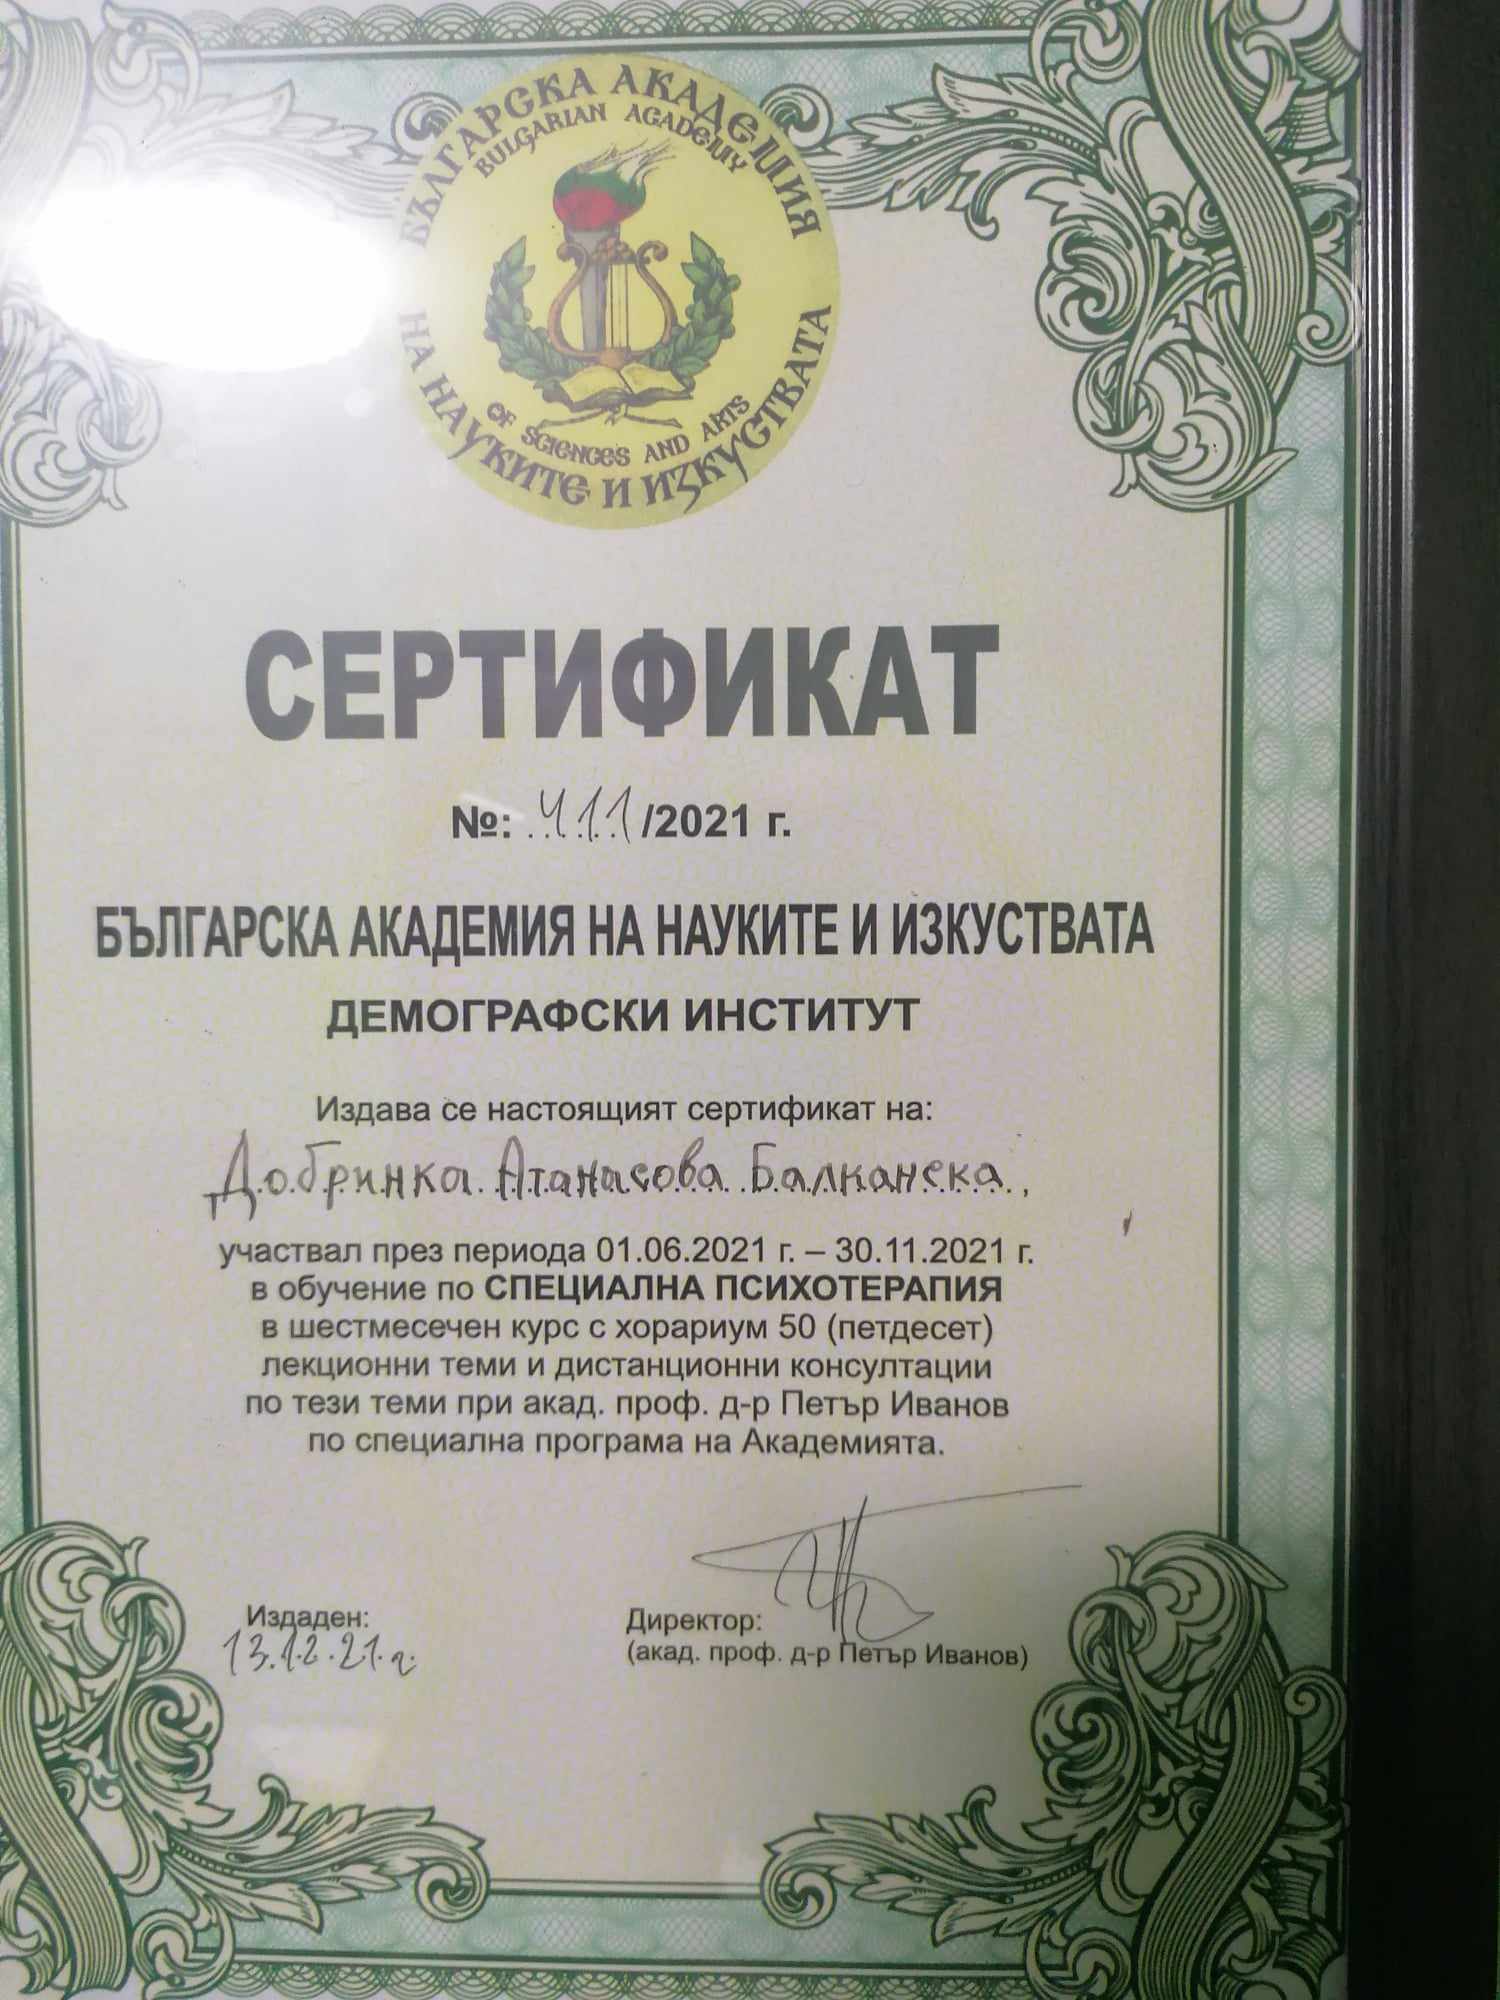 БЪЛГАРСКА АКАДЕМИЯ
BULGARIAN ACADEMY
OF SCIENCES AND ARTS
НА НАУКИТЕ И ИЗКУСТВАТА
СЕРТИФИКАТ
№: 411/2021 г.
БЪЛГАРСКА АКАДЕМИЯ НА НАУКИТЕ И ИЗКУСТВАТА
ДЕМОГРАФСКИ ИНСТИТУТ
Издава се настоящият сертификат на:
Добринка Атанасова Балканска,
участвал през периода 01.06.2021 г. – 30.11.2021 г.
в обучение по СПЕЦИАЛНА ПСИХОТЕРАПИЯ
в шестмесечен курс с хорариум 50 (петдесет)
лекционни теми и дистанционни консултации
по тези теми при акад. проф. д-р Петър Иванов
по специална програма на Академията.
Издаден:
13.12.21 г.
Директор:
(акад. проф. д-р Петър Иванов)